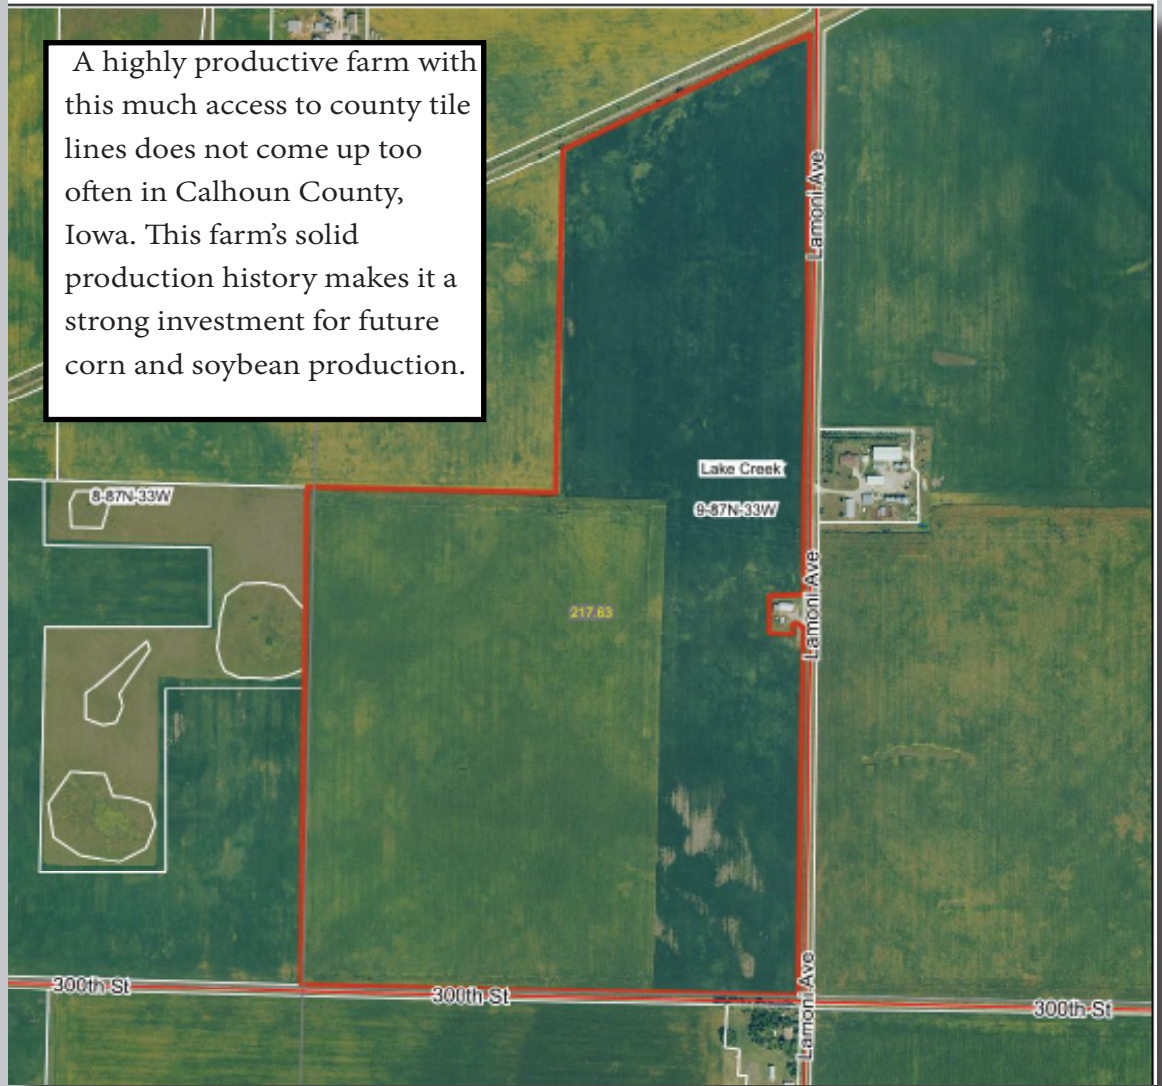 A highly productive farm with
this much access to county tile
lines does not come up too
often in Calhoun County,
Iowa. This farm’s solid
production history makes it a
strong investment for future
corn and soybean production.
Lamoni Ave
Lake Creek
8-87N-33W
9-87N-33W
Lamoni Ave
217.63
300th St
300th St
Lamoni Ave
300th St